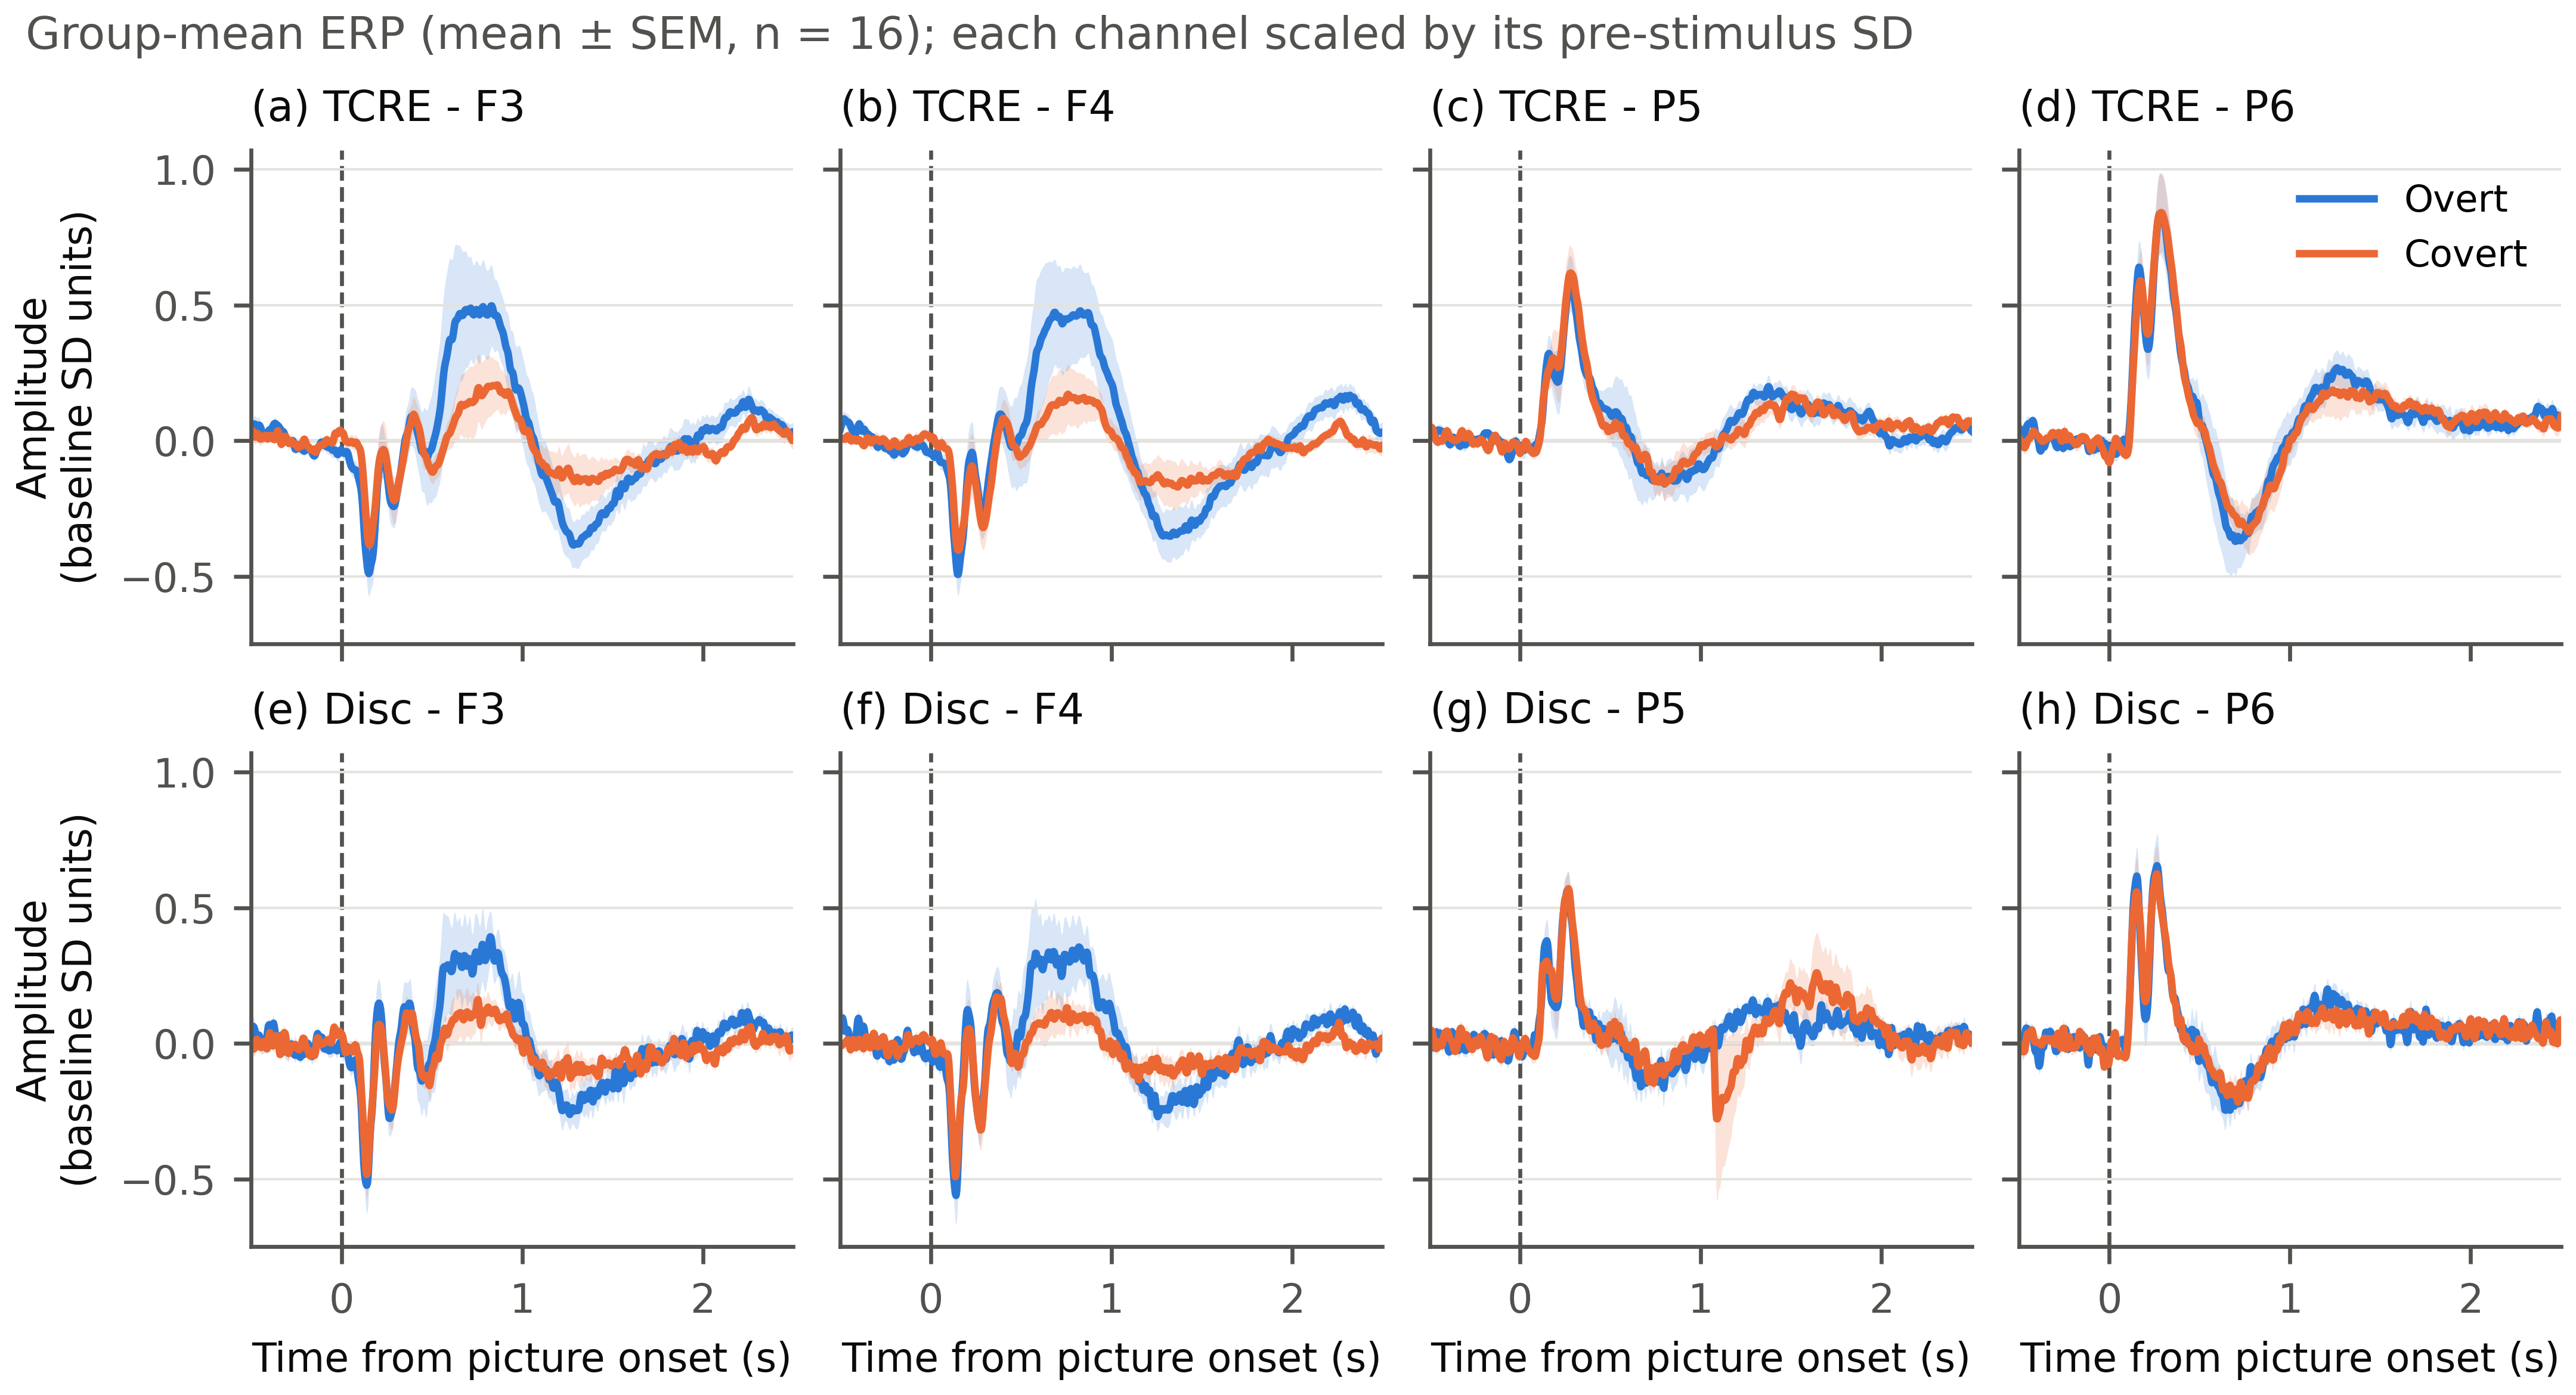 Group-mean ERP (mean ± SEM, n = 16); each channel scaled by its pre-stimulus SD
(a) TCRE - F3
(b) TCRE - F4
(c) TCRE - P5
(d) TCRE - P6
Amplitude
(baseline SD units)
1.0
0.5
0.0
−0.5
Overt
Covert
(e) Disc - F3
(f) Disc - F4
(g) Disc - P5
(h) Disc - P6
Amplitude
(baseline SD units)
1.0
0.5
0.0
−0.5
0 1 2
0 1 2
0 1 2
0 1 2
Time from picture onset (s)
Time from picture onset (s)
Time from picture onset (s)
Time from picture onset (s)